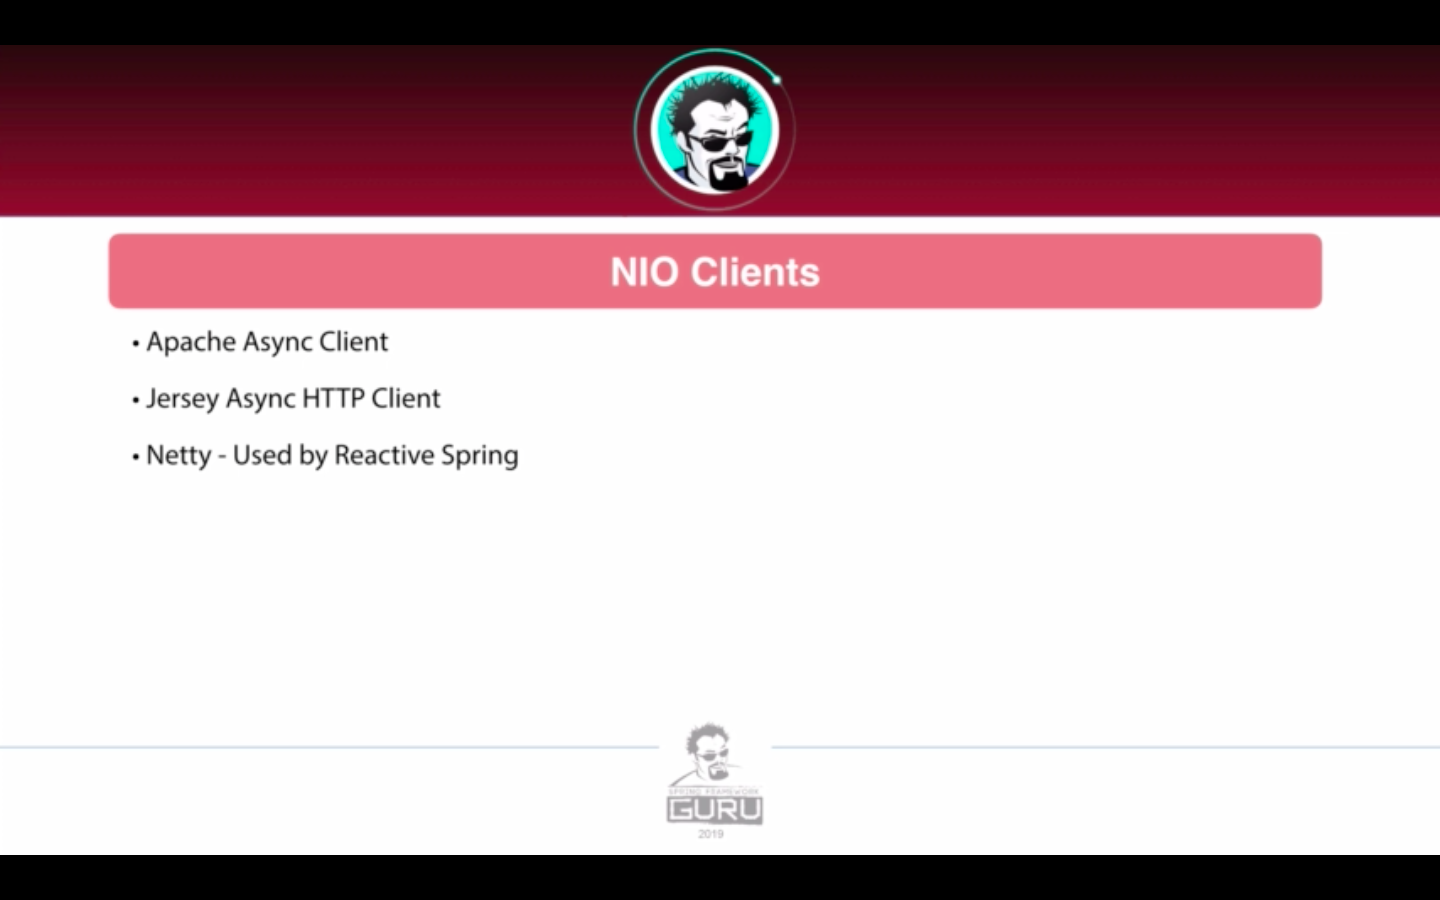 NIO Clients
• Apache Async Client
• Jersey Async HTTP Client
• Netty - Used by Reactive Spring
SPRING FRAMEWORK
GURU
2019